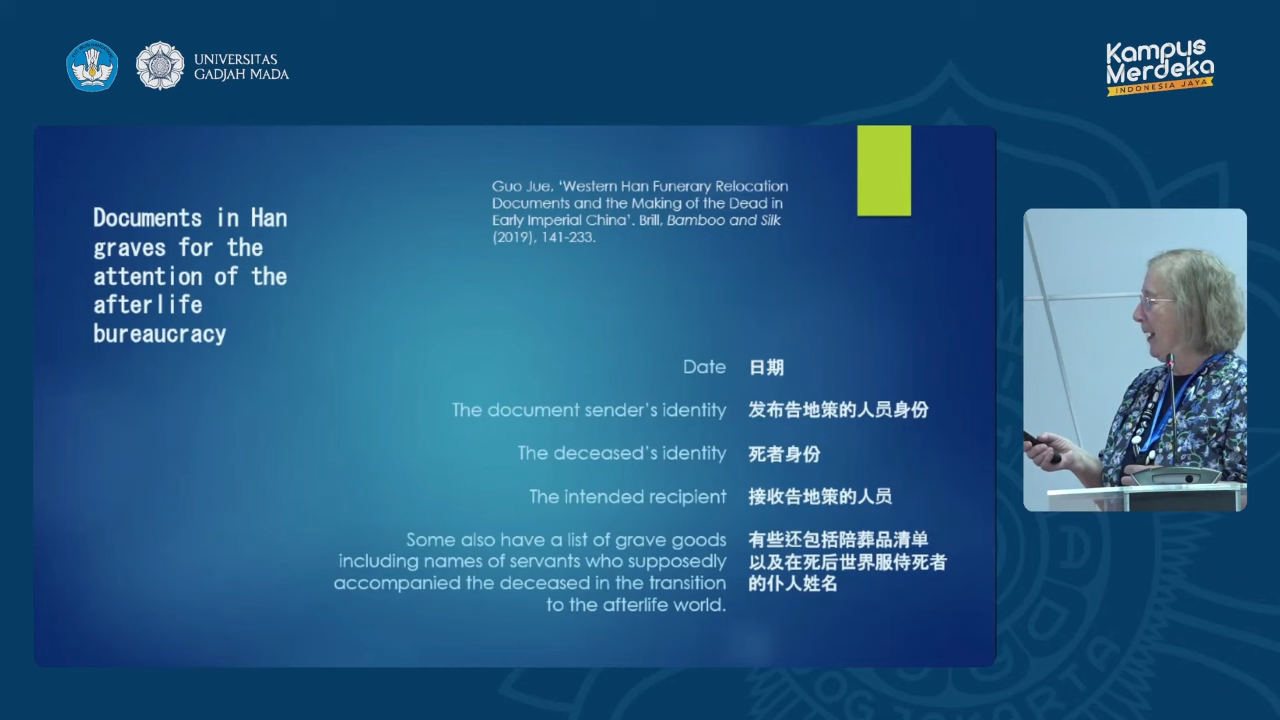 UNIVERSITAS
GADJAH MADA
Kampus
Merdeka
INDONESIA JAYA
Documents in Han
graves for the
attention of the
afterlife
bureaucracy
Guo Jue, ‘Western Han Funerary Relocation
Documents and the Making of the Dead in
Early Imperial China’. Brill, Bamboo and Silk
(2019), 141-233.
Date 日期
The document sender’s identity 发布告地策的人员身份
The deceased’s identity 死者身份
The intended recipient 接收告地策的人员
Some also have a list of grave goods 有些还包括陪葬品清单
including names of servants who supposedly 以及在死后世界服侍死者
accompanied the deceased in the transition 的仆人姓名
to the afterlife world.